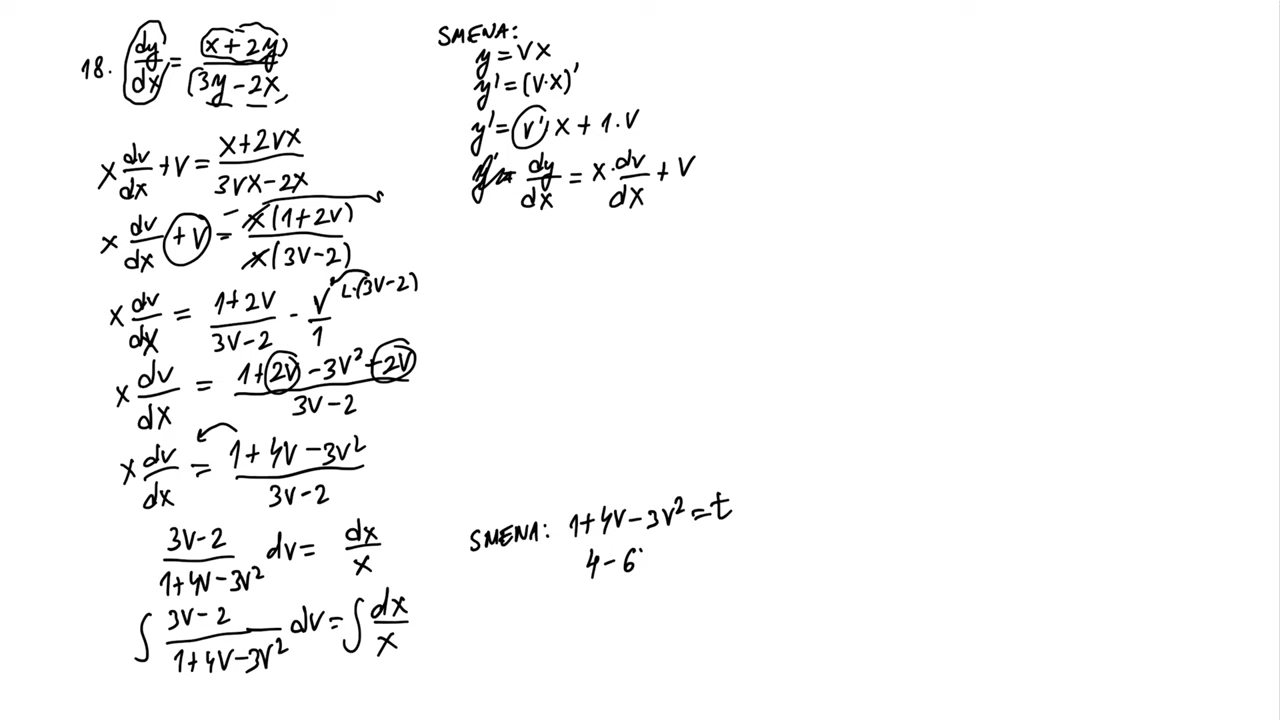 18. dy/dx = (x + 2y)/(3y - 2x)
x dv/dx + v = (x + 2vx)/(3vx - 2x)
x dv/dx + v = x(1 + 2v)/x(3v - 2)
x dv/dx = (1 + 2v)/(3v - 2) - v/1 L·(3v - 2)
x dv/dx = (1 + 2v - 3v² + 2v)/(3v - 2)
x dv/dx = (1 + 4v - 3v²)/(3v - 2)
(3v - 2)/(1 + 4v - 3v²) dv = dx/x
∫ (3v - 2)/(1 + 4v - 3v²) dv = ∫ dx/x
SMENA:
y = vx
y' = (v·x)'
y' = v'x + 1·v
dy/dx = x·dv/dx + v
SMENA: 1 + 4v - 3v² = t
4 - 6